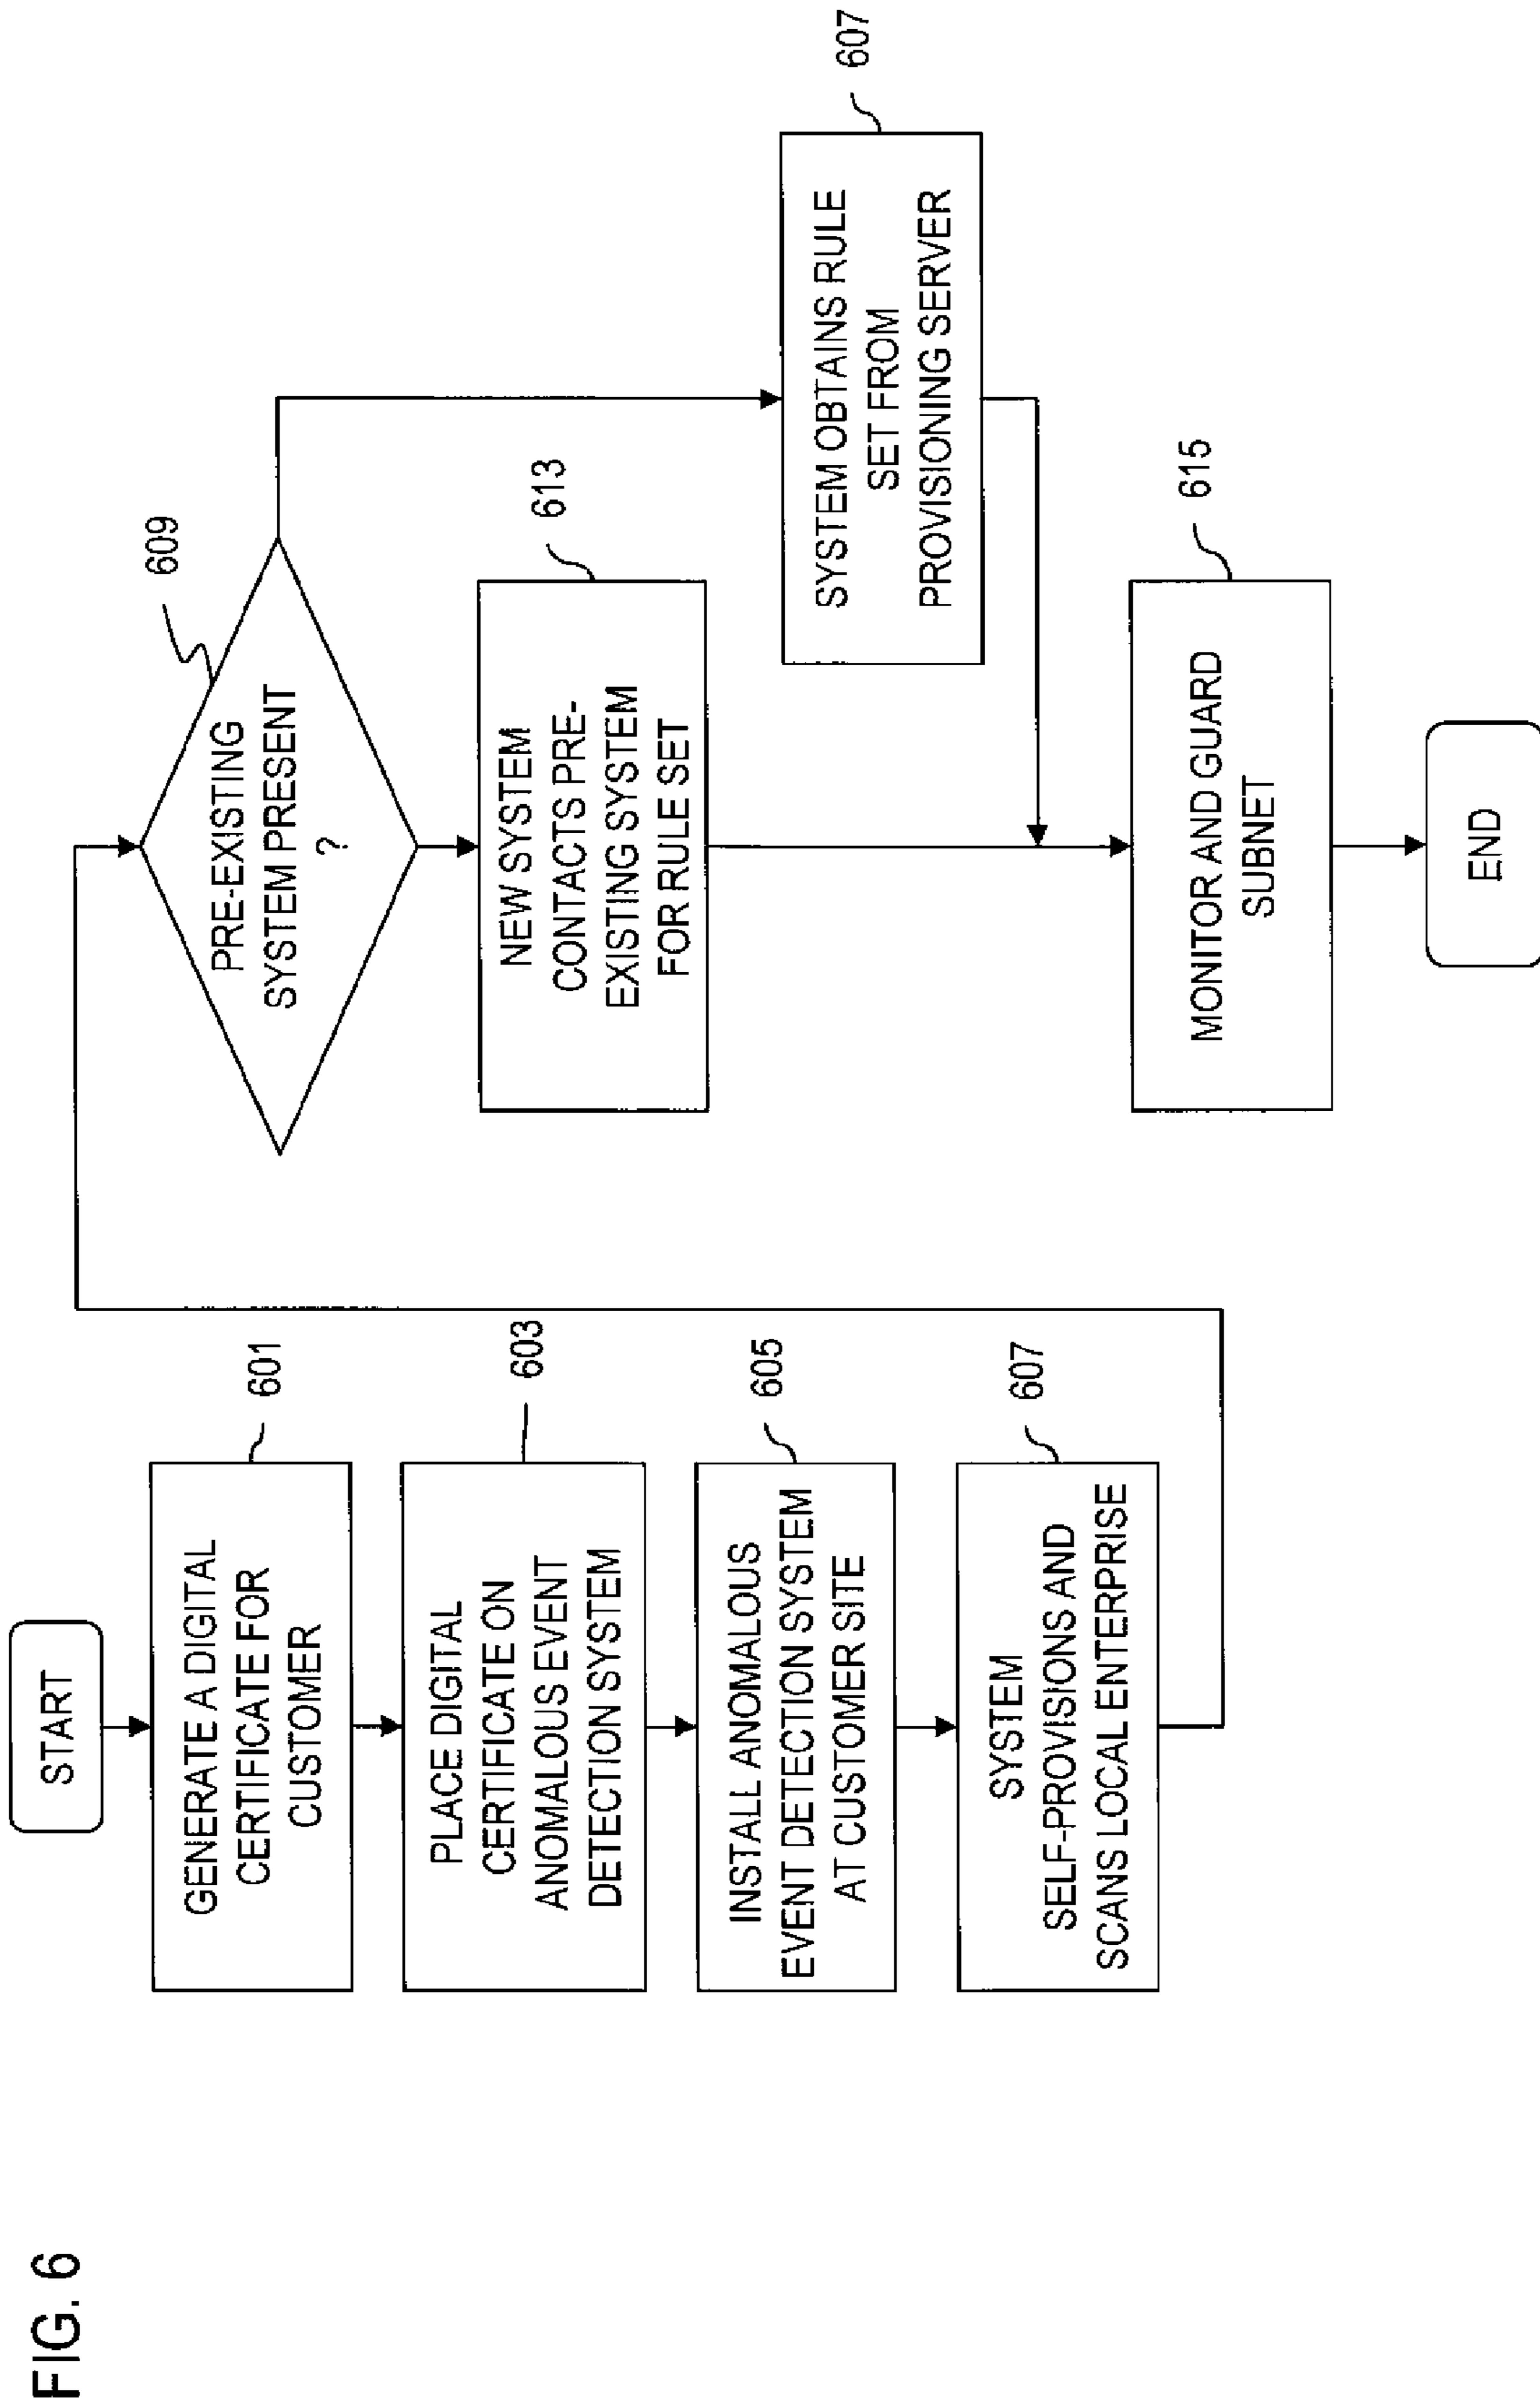 FIG. 6
START
GENERATE A DIGITAL
CERTIFICATE FOR
CUSTOMER
601
PLACE DIGITAL
CERTIFICATE ON
ANOMALOUS EVENT
DETECTION SYSTEM
603
INSTALL ANOMALOUS
EVENT DETECTION SYSTEM
AT CUSTOMER SITE
605
SYSTEM
SELF-PROVISIONS AND
SCANS LOCAL ENTERPRISE
607
PRE-EXISTING
SYSTEM PRESENT
?
609
NEW SYSTEM
CONTACTS PRE-
EXISTING SYSTEM
FOR RULE SET
613
SYSTEM OBTAINS RULE
SET FROM
PROVISIONING SERVER
607
MONITOR AND GUARD
SUBNET
615
END